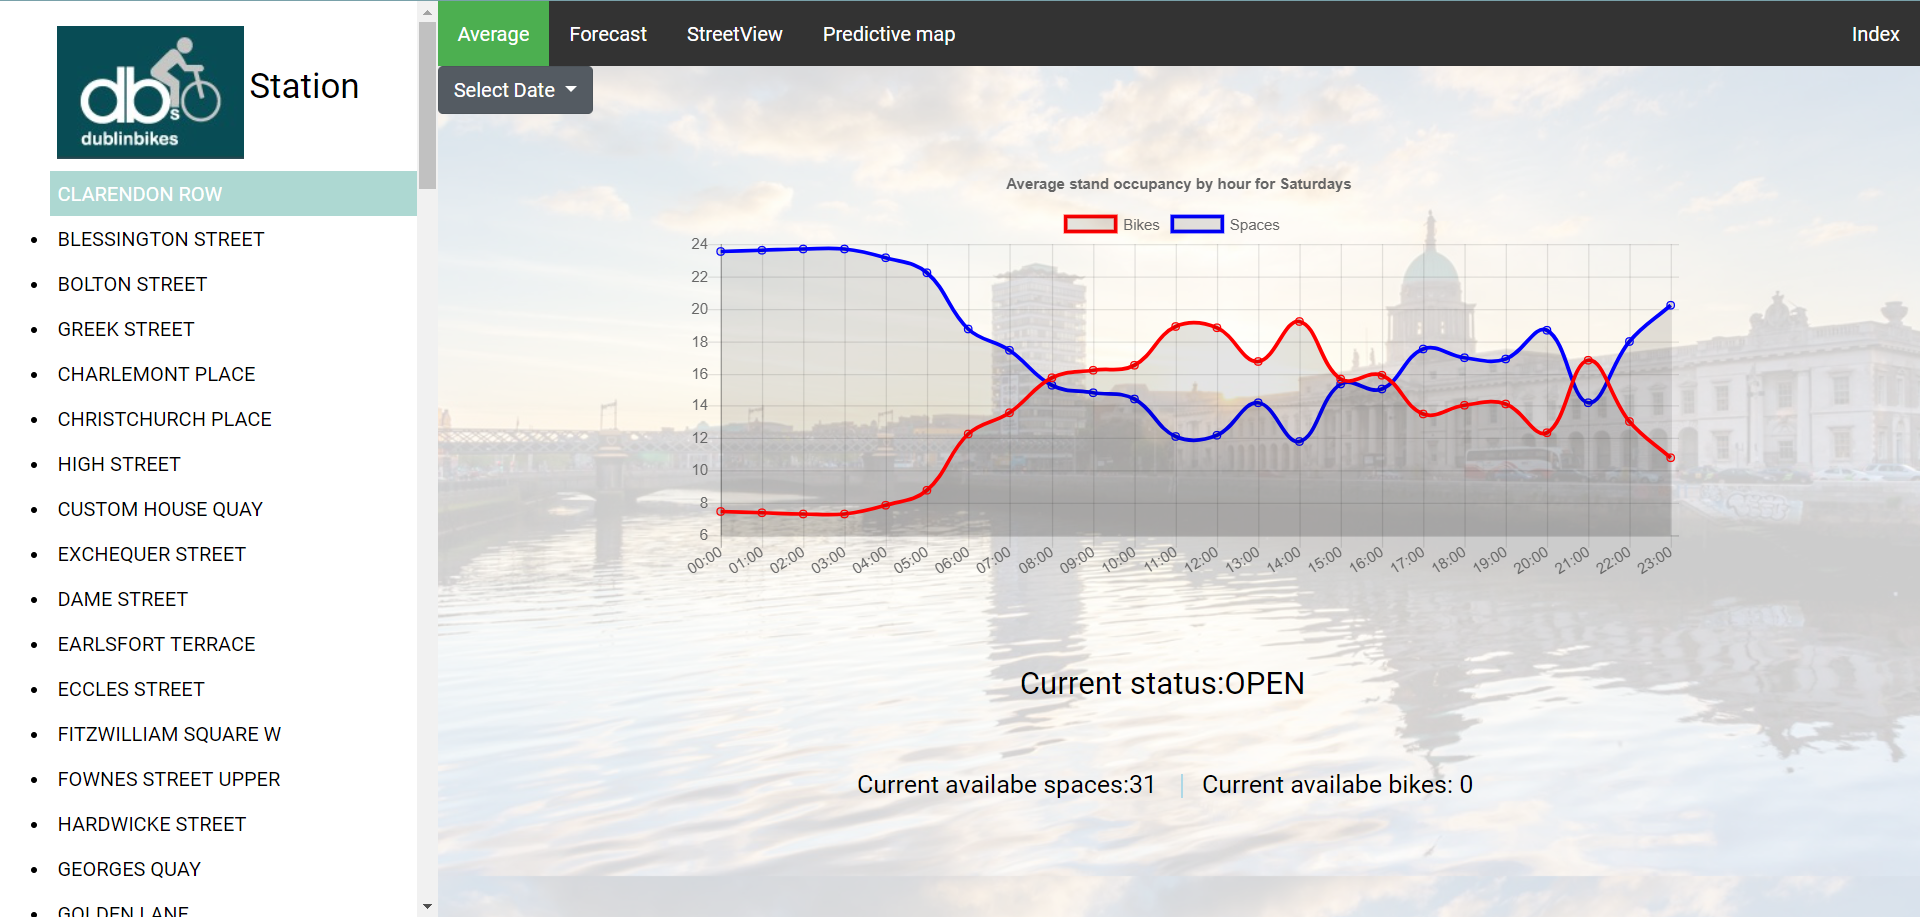 Average Forecast StreetView Predictive map Index
Select Date
dbs
dublinbikes
Station
CLARENDON ROW
BLESSINGTON STREET
BOLTON STREET
GREEK STREET
CHARLEMONT PLACE
CHRISTCHURCH PLACE
HIGH STREET
CUSTOM HOUSE QUAY
EXCHEQUER STREET
DAME STREET
EARLSFORT TERRACE
ECCLES STREET
FITZWILLIAM SQUARE W
FOWNES STREET UPPER
HARDWICKE STREET
GEORGES QUAY
GOLDEN LANE
Average stand occupancy by hour for Saturdays
Bikes Spaces
24
22
20
18
16
14
12
10
8
6
00:00 01:00 02:00 03:00 04:00 05:00 06:00 07:00 08:00 09:00 10:00 11:00 12:00 13:00 14:00 15:00 16:00 17:00 18:00 19:00 20:00 21:00 22:00 23:00
Current status:OPEN
Current availabe spaces:31 Current availabe bikes: 0